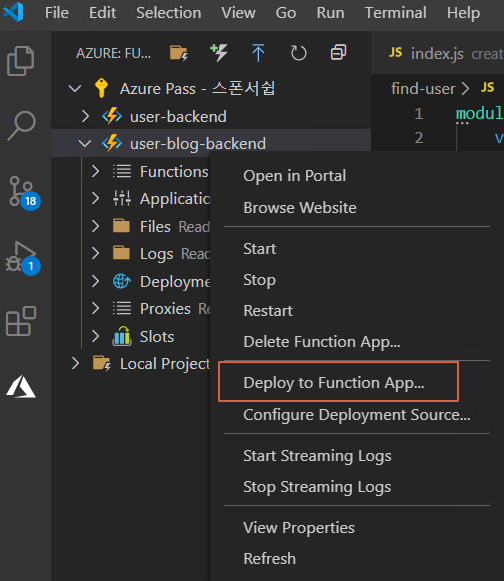 File Edit Selection View Go Run Terminal Help
AZURE: FU...
JS index.js creat
Azure Pass - 스폰서쉽
find-user > JS
user-backend
1 modul
user-blog-backend
2 v
Functions
Open in Portal
Applicatio
Browse Website
Files Read
Start
Logs Read
Stop
Deployme
Restart
Proxies Re
Delete Function App...
Slots
Local Project
Deploy to Function App...
Configure Deployment Source...
Start Streaming Logs
Stop Streaming Logs
View Properties
Refresh
18
1